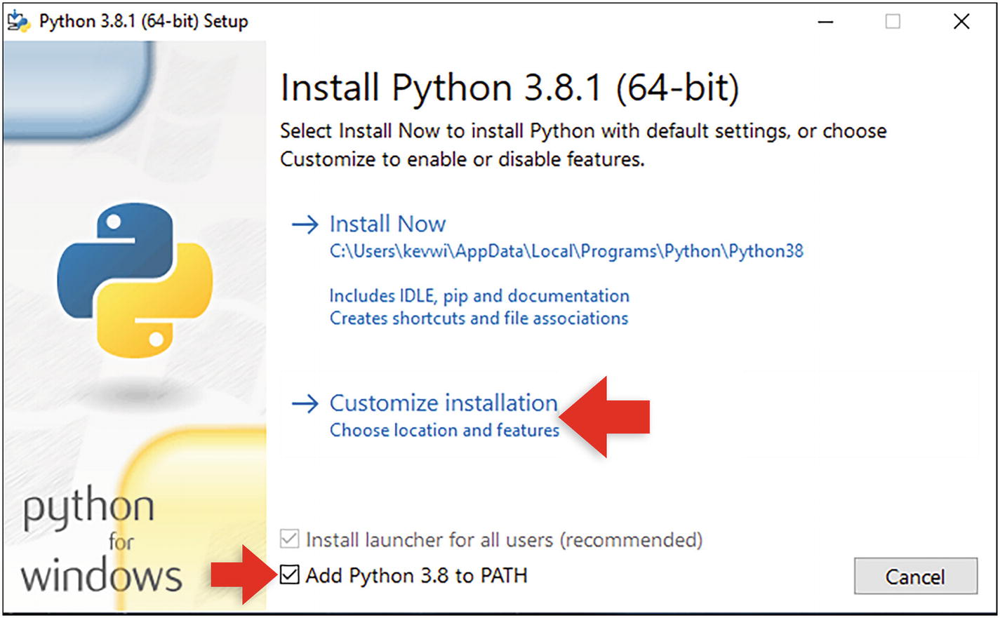 Python 3.8.1 (64-bit) Setup
Install Python 3.8.1 (64-bit)
Select Install Now to install Python with default settings, or choose
Customize to enable or disable features.
Install Now
C:\Users\kevwi\AppData\Local\Programs\Python\Python38
Includes IDLE, pip and documentation
Creates shortcuts and file associations
Customize installation
Choose location and features
python
for
windows
Install launcher for all users (recommended)
Add Python 3.8 to PATH
Cancel